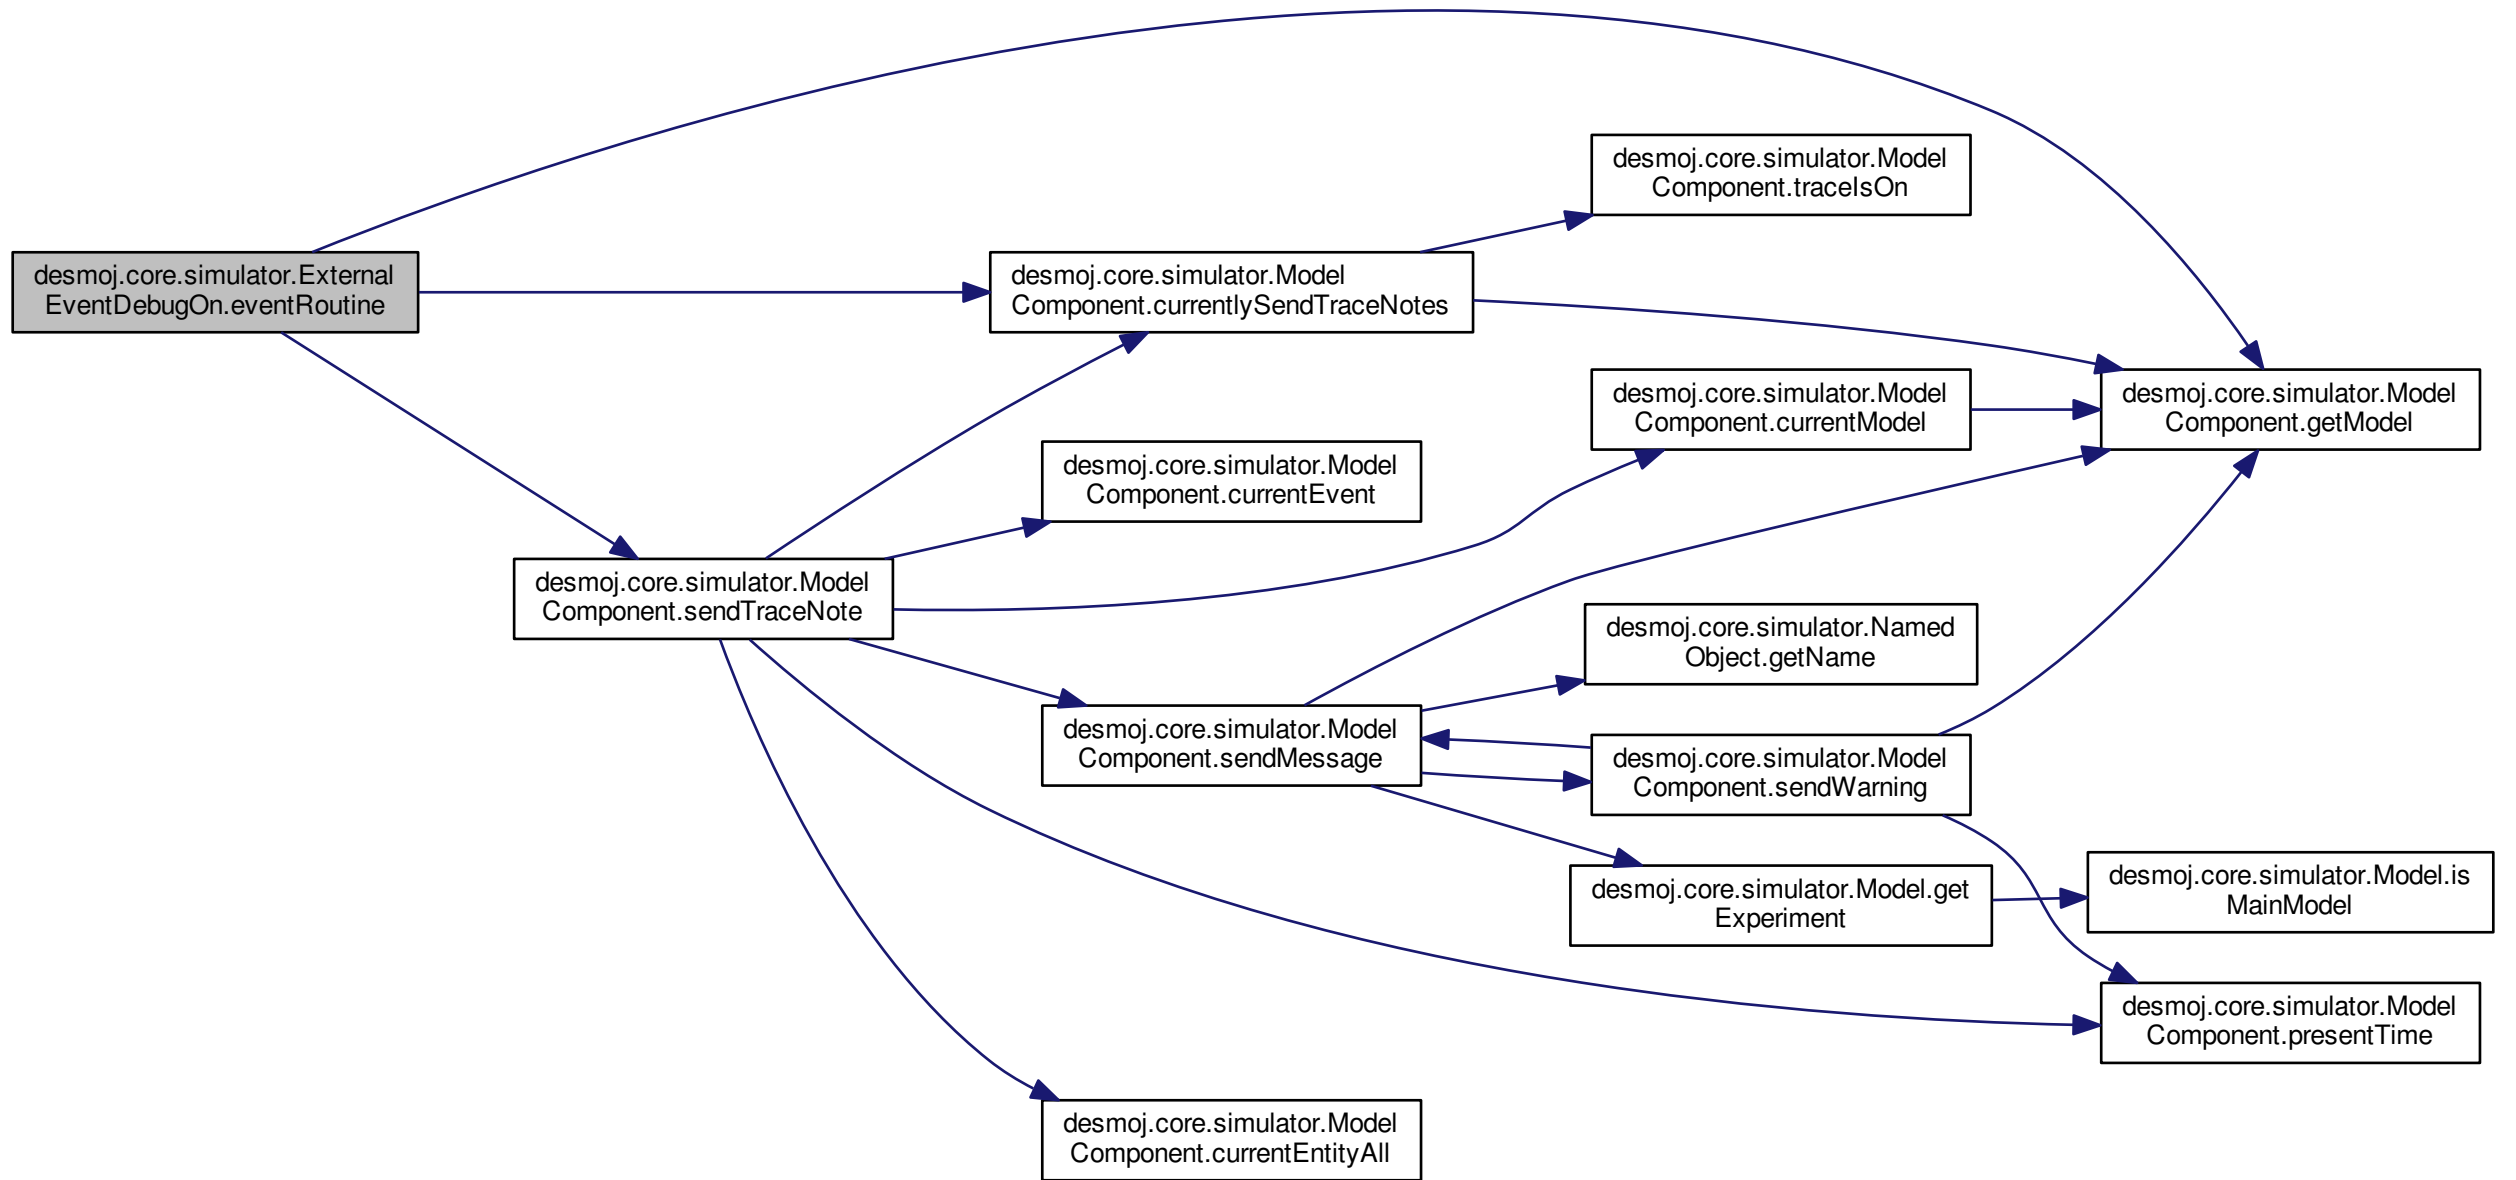 desmoj.core.simulator.External
EventDebugOn.eventRoutine
desmoj.core.simulator.Model
Component.sendTraceNote
desmoj.core.simulator.Model
Component.currentlySendTraceNotes
desmoj.core.simulator.Model
Component.currentEvent
desmoj.core.simulator.Model
Component.sendMessage
desmoj.core.simulator.Model
Component.currentEntityAll
desmoj.core.simulator.Model
Component.traceIsOn
desmoj.core.simulator.Model
Component.currentModel
desmoj.core.simulator.Named
Object.getName
desmoj.core.simulator.Model
Component.sendWarning
desmoj.core.simulator.Model.get
Experiment
desmoj.core.simulator.Model
Component.getModel
desmoj.core.simulator.Model.is
MainModel
desmoj.core.simulator.Model
Component.presentTime